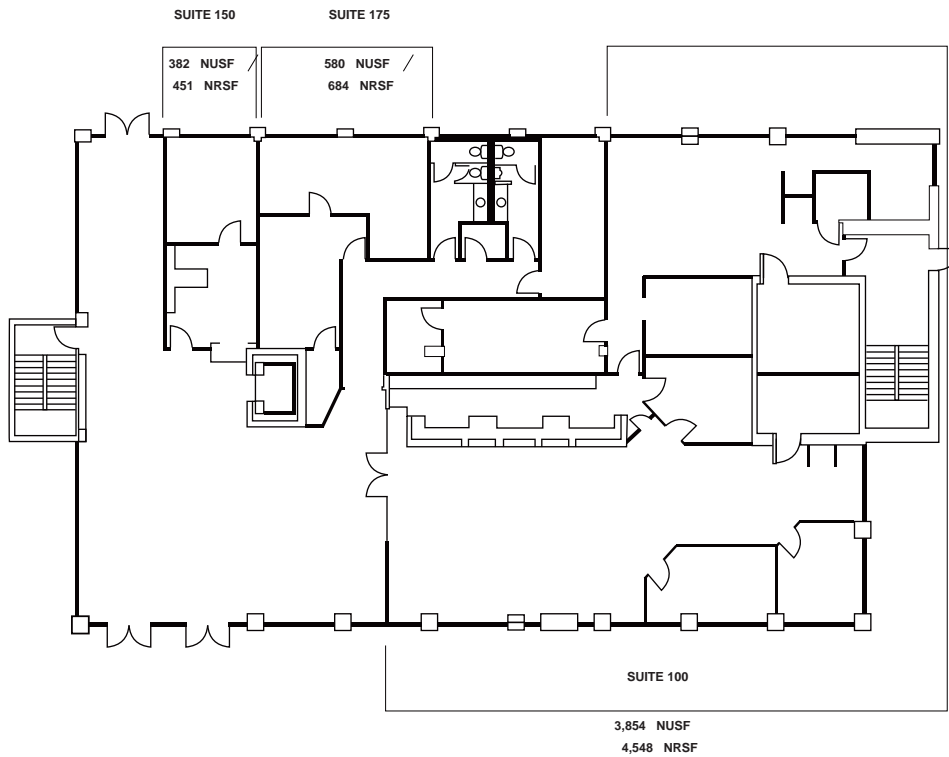 SUITE 150
SUITE 175
382 NUSF /
451 NRSF
580 NUSF /
684 NRSF
SUITE 100
3,854 NUSF
4,548 NRSF